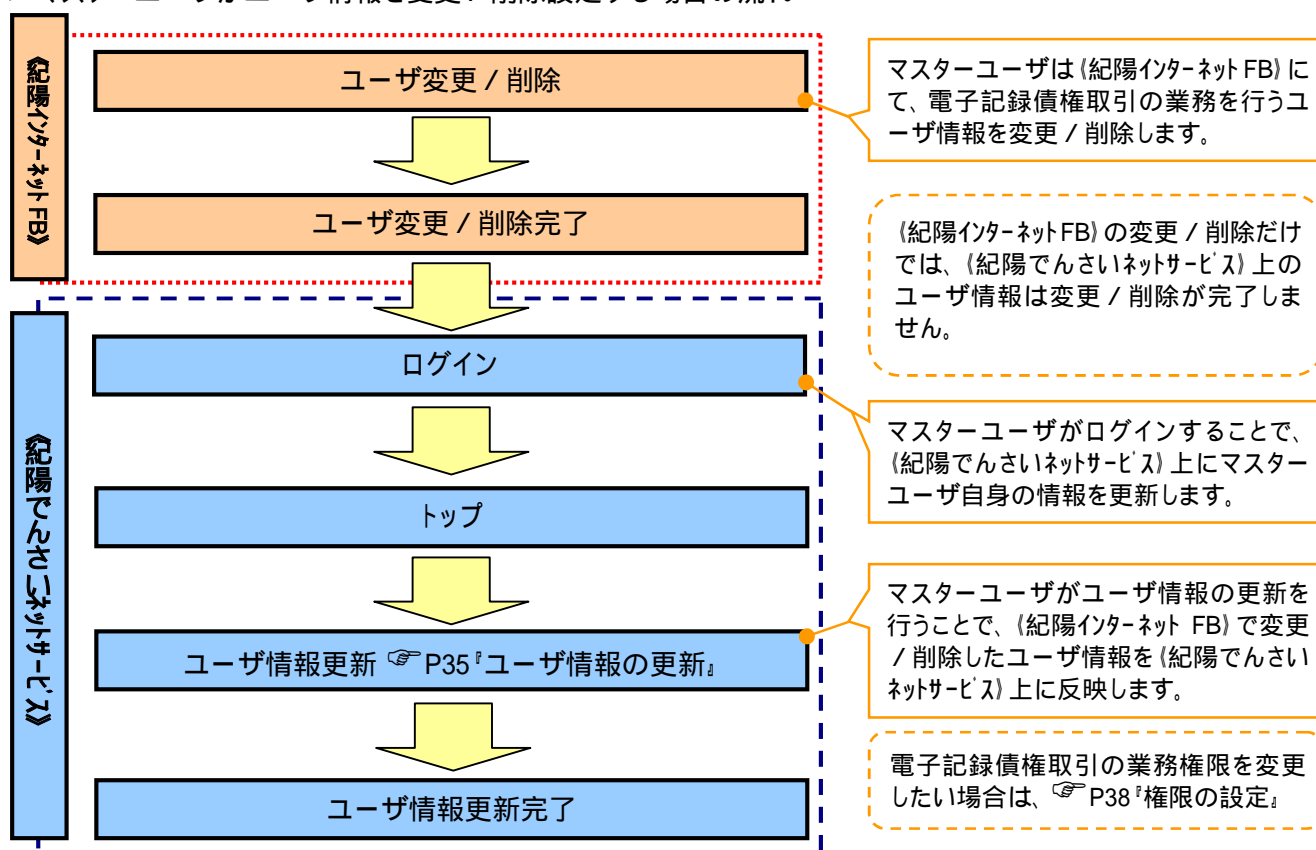 《紀陽インターネット FB》
ユーザ変更 / 削除
マスターユーザは《紀陽インターネット FB》に
て、電子記録債権取引の業務を行うユ
ーザ情報を変更 / 削除します。
ユーザ変更 / 削除完了
《紀陽インターネット FB》の変更 / 削除だけ
では、《紀陽でんさいネットサービス》上の
ユーザ情報は変更 / 削除が完了しま
せん。
《紀陽でんさいネットサービス》
ログイン
マスターユーザがログインすることで、
《紀陽でんさいネットサービス》上にマスター
ユーザ自身の情報を更新します。
トップ
ユーザ情報更新 ☞ P35『ユーザ情報の更新』
マスターユーザがユーザ情報の更新を
行うことで、《紀陽インターネット FB》で変更
/ 削除したユーザ情報を《紀陽でんさい
ネットサービス》上に反映します。
ユーザ情報更新完了
電子記録債権取引の業務権限を変更
したい場合は、☞ P38『権限の設定』